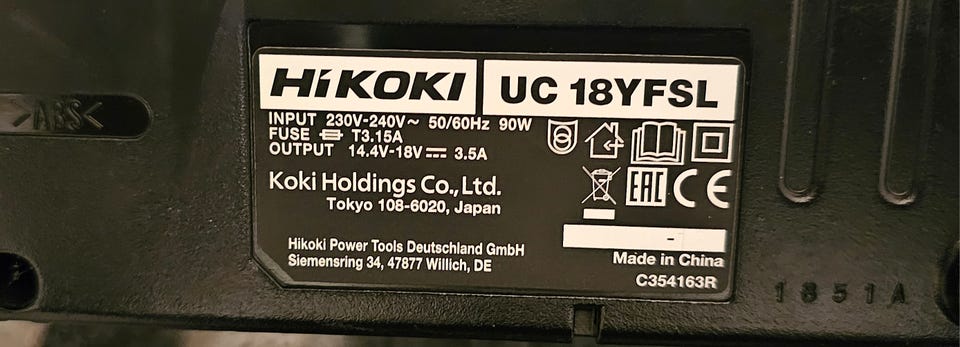 >ABS<
HiKOKI
UC 18YFSL
INPUT 230V-240V~ 50/60Hz 90W
FUSE T3.15A
OUTPUT 14.4V-18V⎓ 3.5A
Koki Holdings Co.,Ltd.
Tokyo 108-6020, Japan
EAC
CE
-
Hikoki Power Tools Deutschland GmbH
Siemensring 34, 47877 Willich, DE
Made in China
C354163R
1851A